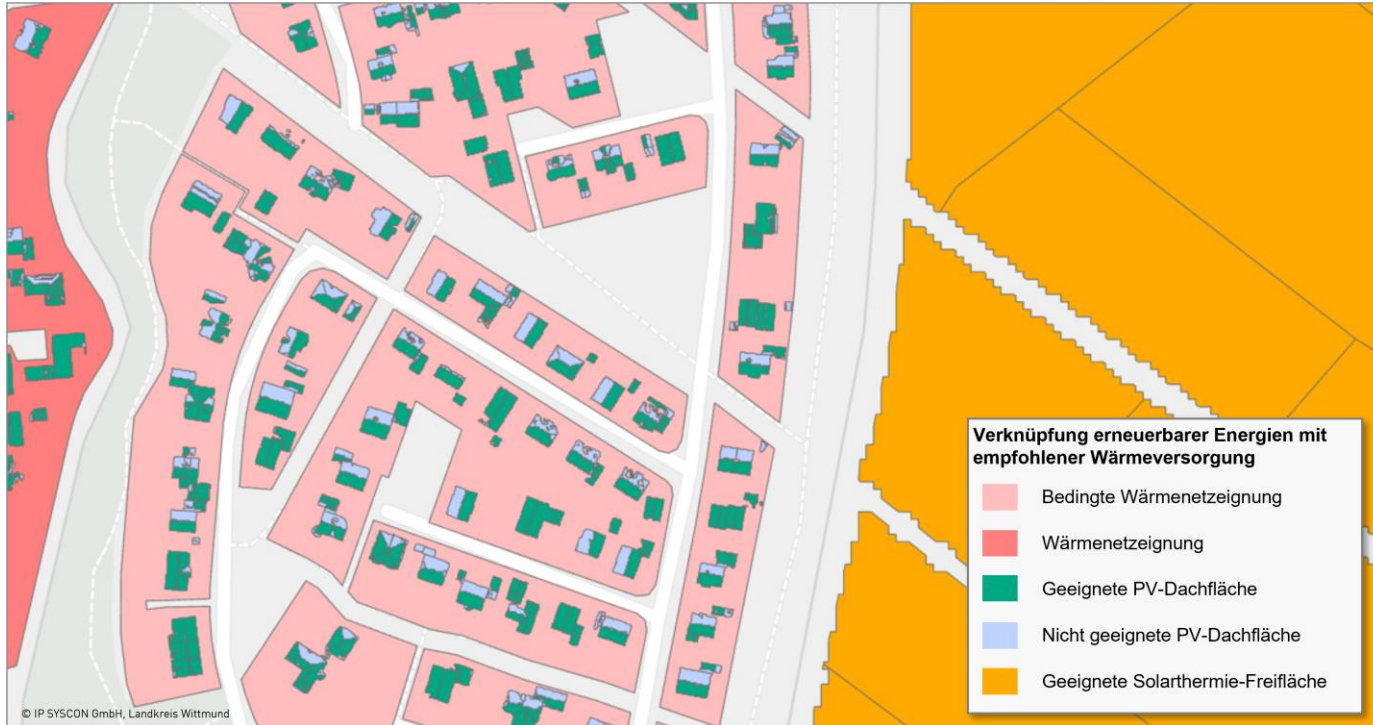 Verknüpfung erneuerbarer Energien mit
empfohlener Wärmeversorgung
Bedingte Wärmenetzeignung
Wärmenetzeignung
Geeignete PV-Dachfläche
Nicht geeignete PV-Dachfläche
Geeignete Solarthermie-Freifläche
© IP SYSCON GmbH, Landkreis Wittmund